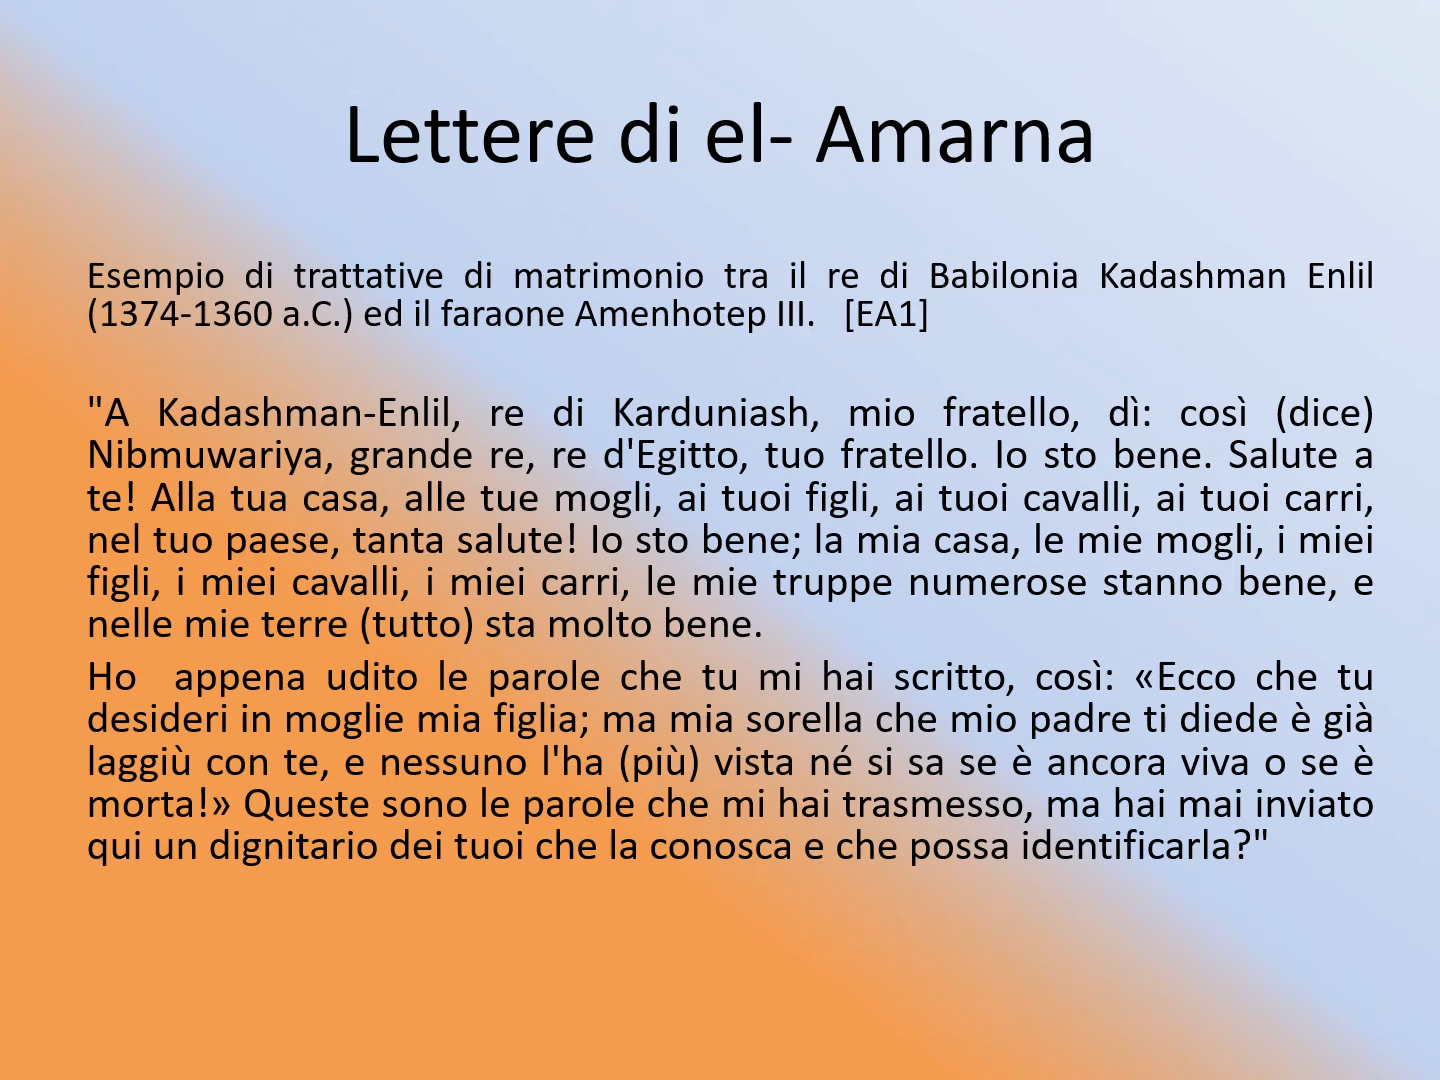 Lettere di el- Amarna
Esempio di trattative di matrimonio tra il re di Babilonia Kadashman Enlil
(1374-1360 a.C.) ed il faraone Amenhotep III.   [EA1]
"A Kadashman-Enlil, re di Karduniash, mio fratello, dì: così (dice)
Nibmuwariya, grande re, re d'Egitto, tuo fratello. Io sto bene. Salute a
te! Alla tua casa, alle tue mogli, ai tuoi figli, ai tuoi cavalli, ai tuoi carri,
nel tuo paese, tanta salute! Io sto bene; la mia casa, le mie mogli, i miei
figli, i miei cavalli, i miei carri, le mie truppe numerose stanno bene, e
nelle mie terre (tutto) sta molto bene.
Ho  appena udito le parole che tu mi hai scritto, così: «Ecco che tu
desideri in moglie mia figlia; ma mia sorella che mio padre ti diede è già
laggiù con te, e nessuno l'ha (più) vista né si sa se è ancora viva o se è
morta!» Queste sono le parole che mi hai trasmesso, ma hai mai inviato
qui un dignitario dei tuoi che la conosca e che possa identificarla?"